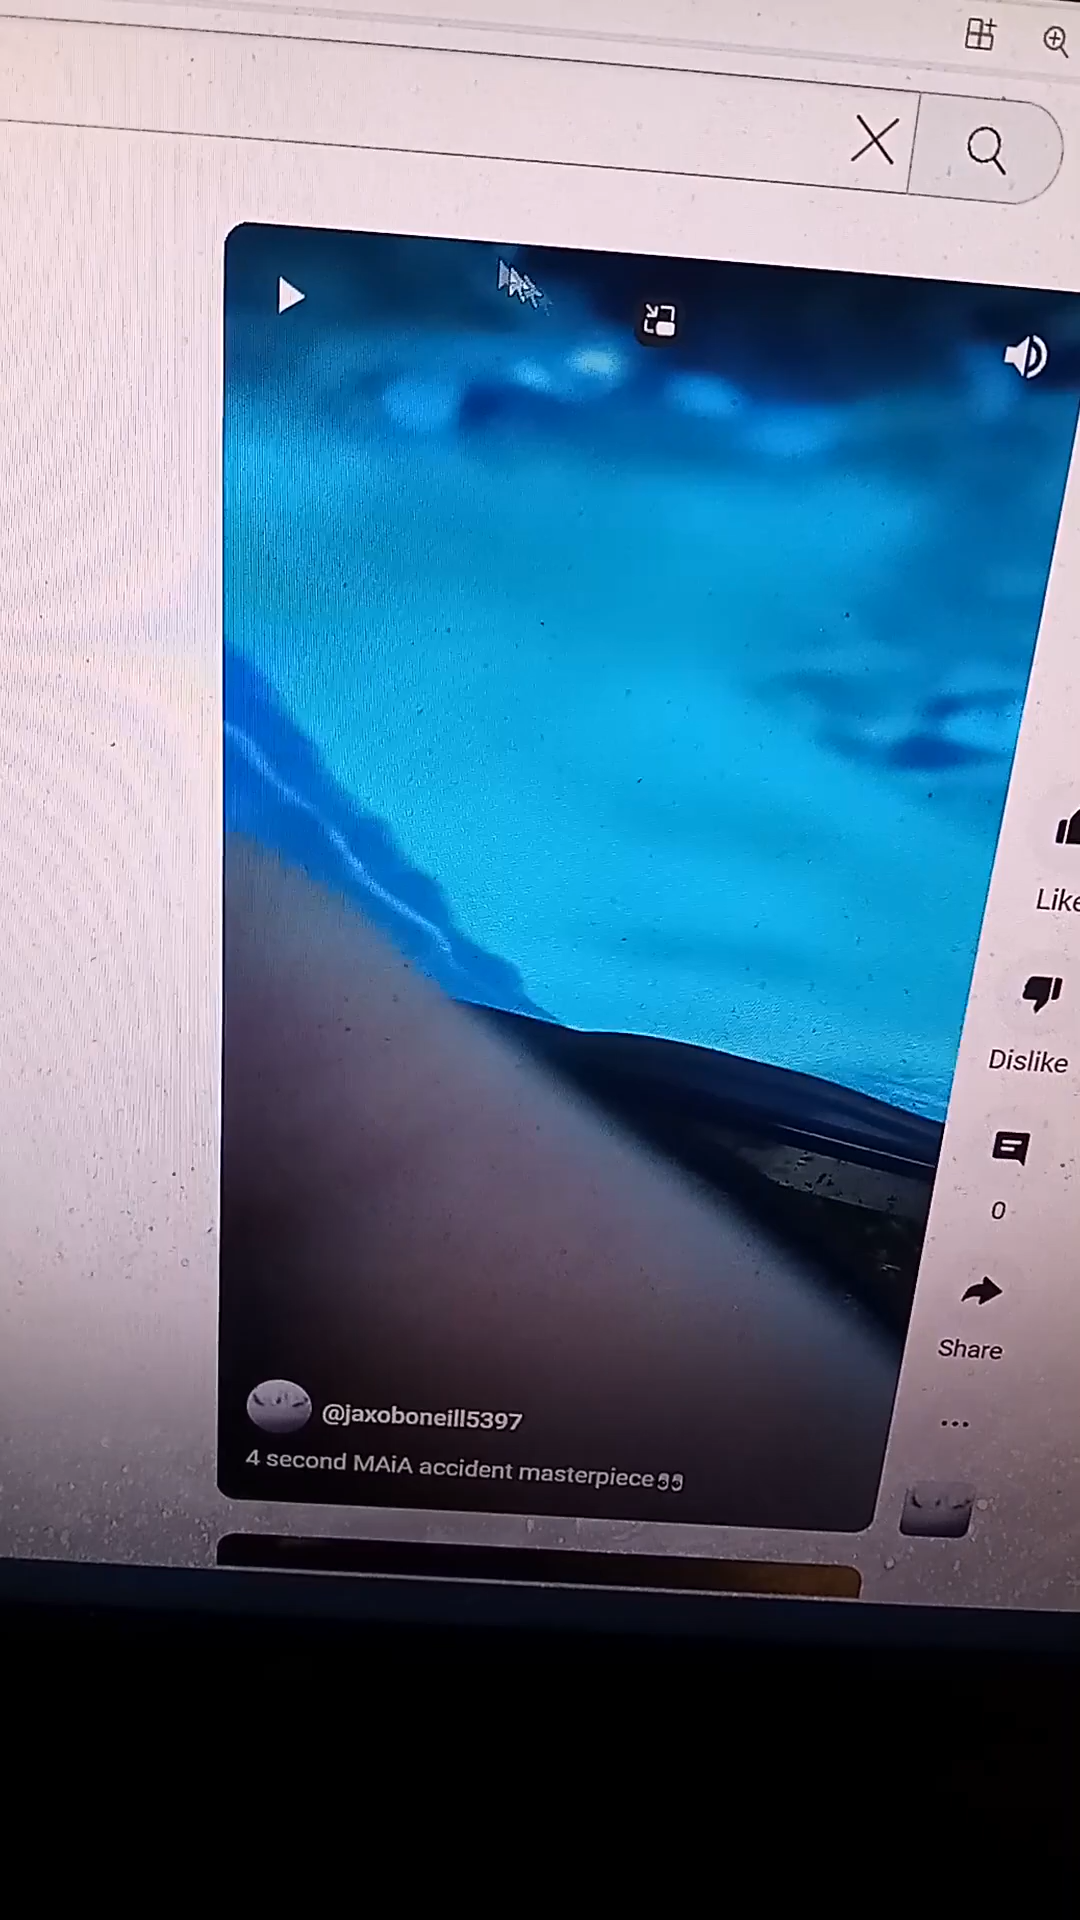 Like
Dislike
0
Share
@jaxoboneill5397
4 second MAiA accident masterpiece